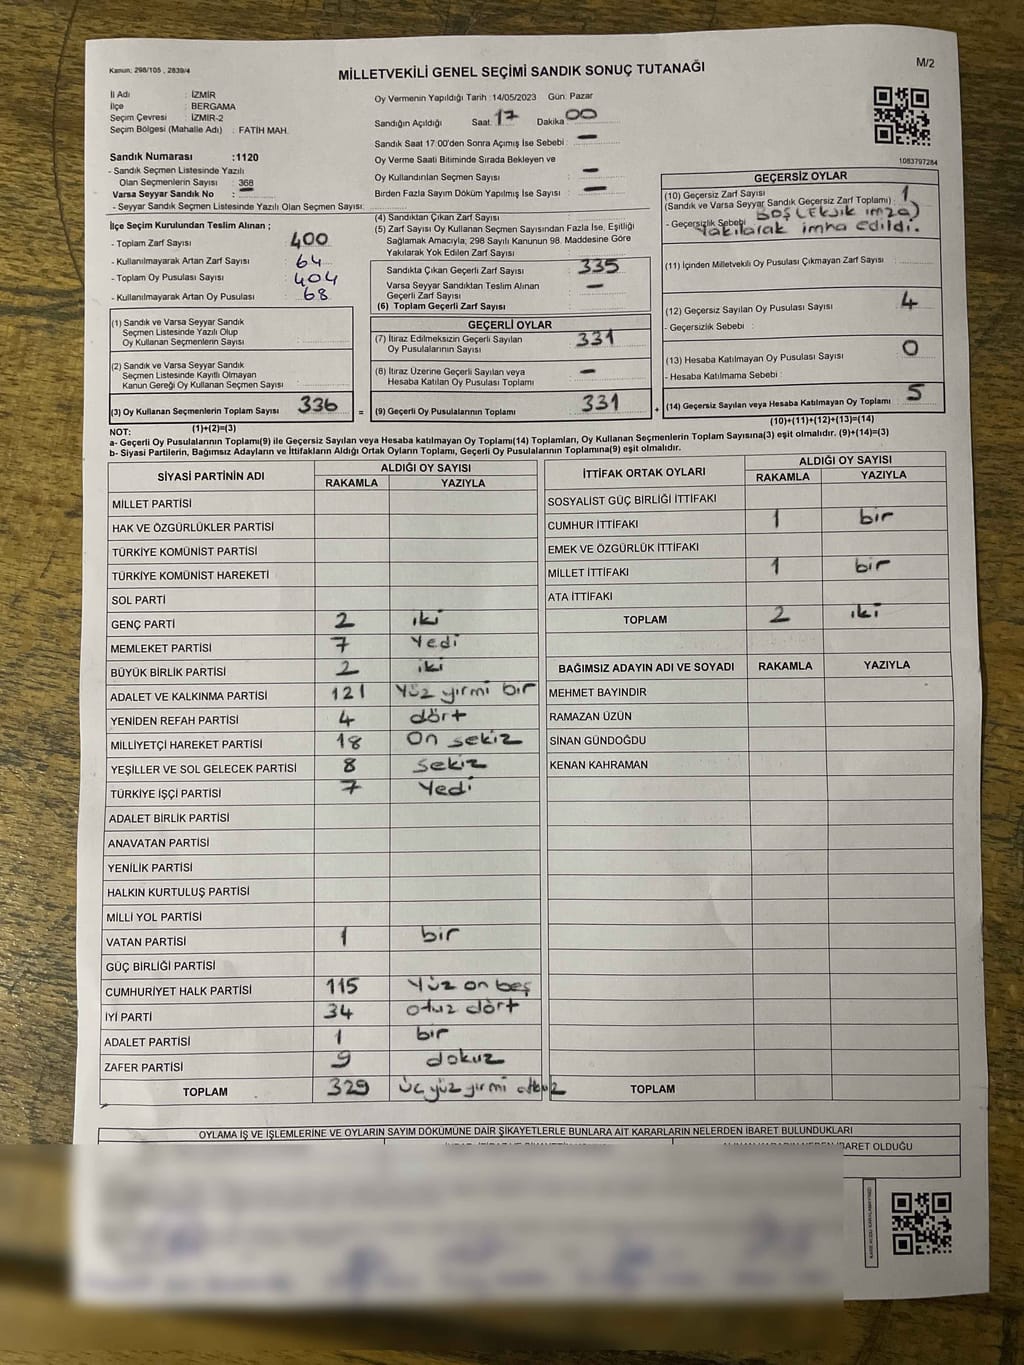 Kanun: 298/105 , 2839/4
MİLLETVEKİLİ GENEL SEÇİMİ SANDIK SONUÇ TUTANAĞI
M/2
İl Adı : İZMİR
İlçe : BERGAMA
Seçim Çevresi : İZMİR-2
Seçim Bölgesi (Mahalle Adı) : FATİH MAH.
Sandık Numarası :1120
- Sandık Seçmen Listesinde Yazılı
Olan Seçmenlerin Sayısı : 368
Varsa Seyyar Sandık No : —
- Seyyar Sandık Seçmen Listesinde Yazılı Olan Seçmen Sayısı:
İlçe Seçim Kurulundan Teslim Alınan ;
- Toplam Zarf Sayısı : 400
- Kullanılmayarak Artan Zarf Sayısı : 64
- Toplam Oy Pusulası Sayısı : 404
- Kullanılmayarak Artan Oy Pusulası : 68
(1) Sandık ve Varsa Seyyar Sandık
Seçmen Listesinde Yazılı Olup
Oy Kullanan Seçmenlerin Sayısı :
(2) Sandık ve Varsa Seyyar Sandık
Seçmen Listesinde Kayıtlı Olmayan
Kanun Gereği Oy Kullanan Seçmen Sayısı :
(3) Oy Kullanan Seçmenlerin Toplam Sayısı : 336 =
(1)+(2)=(3)
Oy Vermenin Yapıldığı Tarih :14/05/2023 Gün: Pazar
Sandığın Açıldığı Saat: 17 Dakika: 00
Sandık Saat 17.00'den Sonra Açımış İse Sebebi : —
Oy Verme Saati Bitiminde Sırada Bekleyen ve
Oy Kullandırılan Seçmen Sayısı : —
Birden Fazla Sayım Döküm Yapılmış İse Sayısı : —
(4) Sandıktan Çıkan Zarf Sayısı :
(5) Zarf Sayısı Oy Kullanan Seçmen Sayısından Fazla İse, Eşitliği
Sağlamak Amacıyla, 298 Sayılı Kanunun 98. Maddesine Göre
Yakılarak Yok Edilen Zarf Sayısı :
Sandıkta Çıkan Geçerli Zarf Sayısı : 335
Varsa Seyyar Sandıktan Teslim Alınan
Geçerli Zarf Sayısı : —
(6) Toplam Geçerli Zarf Sayısı :
GEÇERLİ OYLAR
(7) İtiraz Edilmeksizin Geçerli Sayılan
Oy Pusulalarının Sayısı : 331
(8) İtiraz Üzerine Geçerli Sayılan veya
Hesaba Katılan Oy Pusulası Toplamı : —
(9) Geçerli Oy Pusulalarının Toplamı : 331 +
1083797284
GEÇERSİZ OYLAR
(10) Geçersiz Zarf Sayısı
(Sandık ve Varsa Seyyar Sandık Geçersiz Zarf Toplamı) : 1
- Geçersizlik Sebebi : BOŞ (Eksik imza)
Yakılarak imha edildi.
(11) İçinden Milletvekili Oy Pusulası Çıkmayan Zarf Sayısı :
(12) Geçersiz Sayılan Oy Pusulası Sayısı : 4
- Geçersizlik Sebebi :
(13) Hesaba Katılmayan Oy Pusulası Sayısı : 0
- Hesaba Katılmama Sebebi :
(14) Geçersiz Sayılan veya Hesaba Katılmayan Oy Toplamı : 5
(10)+(11)+(12)+(13)=(14)
NOT:
a- Geçerli Oy Pusulalarının Toplamı(9) ile Geçersiz Sayılan veya Hesaba katılmayan Oy Toplamı(14) Toplamları, Oy Kullanan Seçmenlerin Toplam Sayısına(3) eşit olmalıdır. (9)+(14)=(3)
b- Siyasi Partilerin, Bağımsız Adayların ve İttifakların Aldığı Ortak Oyların Toplamı, Geçerli Oy Pusulalarının Toplamına(9) eşit olmalıdır.
SİYASİ PARTİNİN ADI ALDIĞI OY SAYISI
RAKAMLA YAZIYLA
MİLLET PARTİSİ
HAK VE ÖZGÜRLÜKLER PARTİSİ
TÜRKİYE KOMÜNİST PARTİSİ
TÜRKİYE KOMÜNİST HAREKETİ
SOL PARTİ
GENÇ PARTİ 2 iki
MEMLEKET PARTİSİ 7 Yedi
BÜYÜK BİRLİK PARTİSİ 2 iki
ADALET VE KALKINMA PARTİSİ 121 Yüz yirmi bir
YENİDEN REFAH PARTİSİ 4 dört
MİLLİYETÇİ HAREKET PARTİSİ 18 On sekiz
YEŞİLLER VE SOL GELECEK PARTİSİ 8 sekiz
TÜRKİYE İŞÇİ PARTİSİ 7 Yedi
ADALET BİRLİK PARTİSİ
ANAVATAN PARTİSİ
YENİLİK PARTİSİ
HALKIN KURTULUŞ PARTİSİ
MİLLİ YOL PARTİSİ
VATAN PARTİSİ 1 bir
GÜÇ BİRLİĞİ PARTİSİ
CUMHURİYET HALK PARTİSİ 115 Yüz on beş
İYİ PARTİ 34 otuz dört
ADALET PARTİSİ 1 bir
ZAFER PARTİSİ 9 dokuz
TOPLAM 329 Üç yüz yirmi
İTTİFAK ORTAK OYLARI ALDIĞI OY SAYISI
RAKAMLA YAZIYLA
SOSYALİST GÜÇ BİRLİĞİ İTTİFAKI
CUMHUR İTTİFAKI 1 bir
EMEK VE ÖZGÜRLÜK İTTİFAKI
MİLLET İTTİFAKI 1 bir
ATA İTTİFAKI
TOPLAM 2 iki
BAĞIMSIZ ADAYIN ADI VE SOYADI RAKAMLA YAZIYLA
MEHMET BAYINDIR
RAMAZAN ÜZÜN
SİNAN GÜNDOĞDU
KENAN KAHRAMAN
TOPLAM
OYLAMA İŞ VE İŞLEMLERİNE VE OYLARIN SAYIM DÖKÜMÜNE DAİR ŞİKAYETLERLE BUNLARA AİT KARARLARIN NELERDEN İBARET BULUNDUKLARI
İBARET OLDUĞU